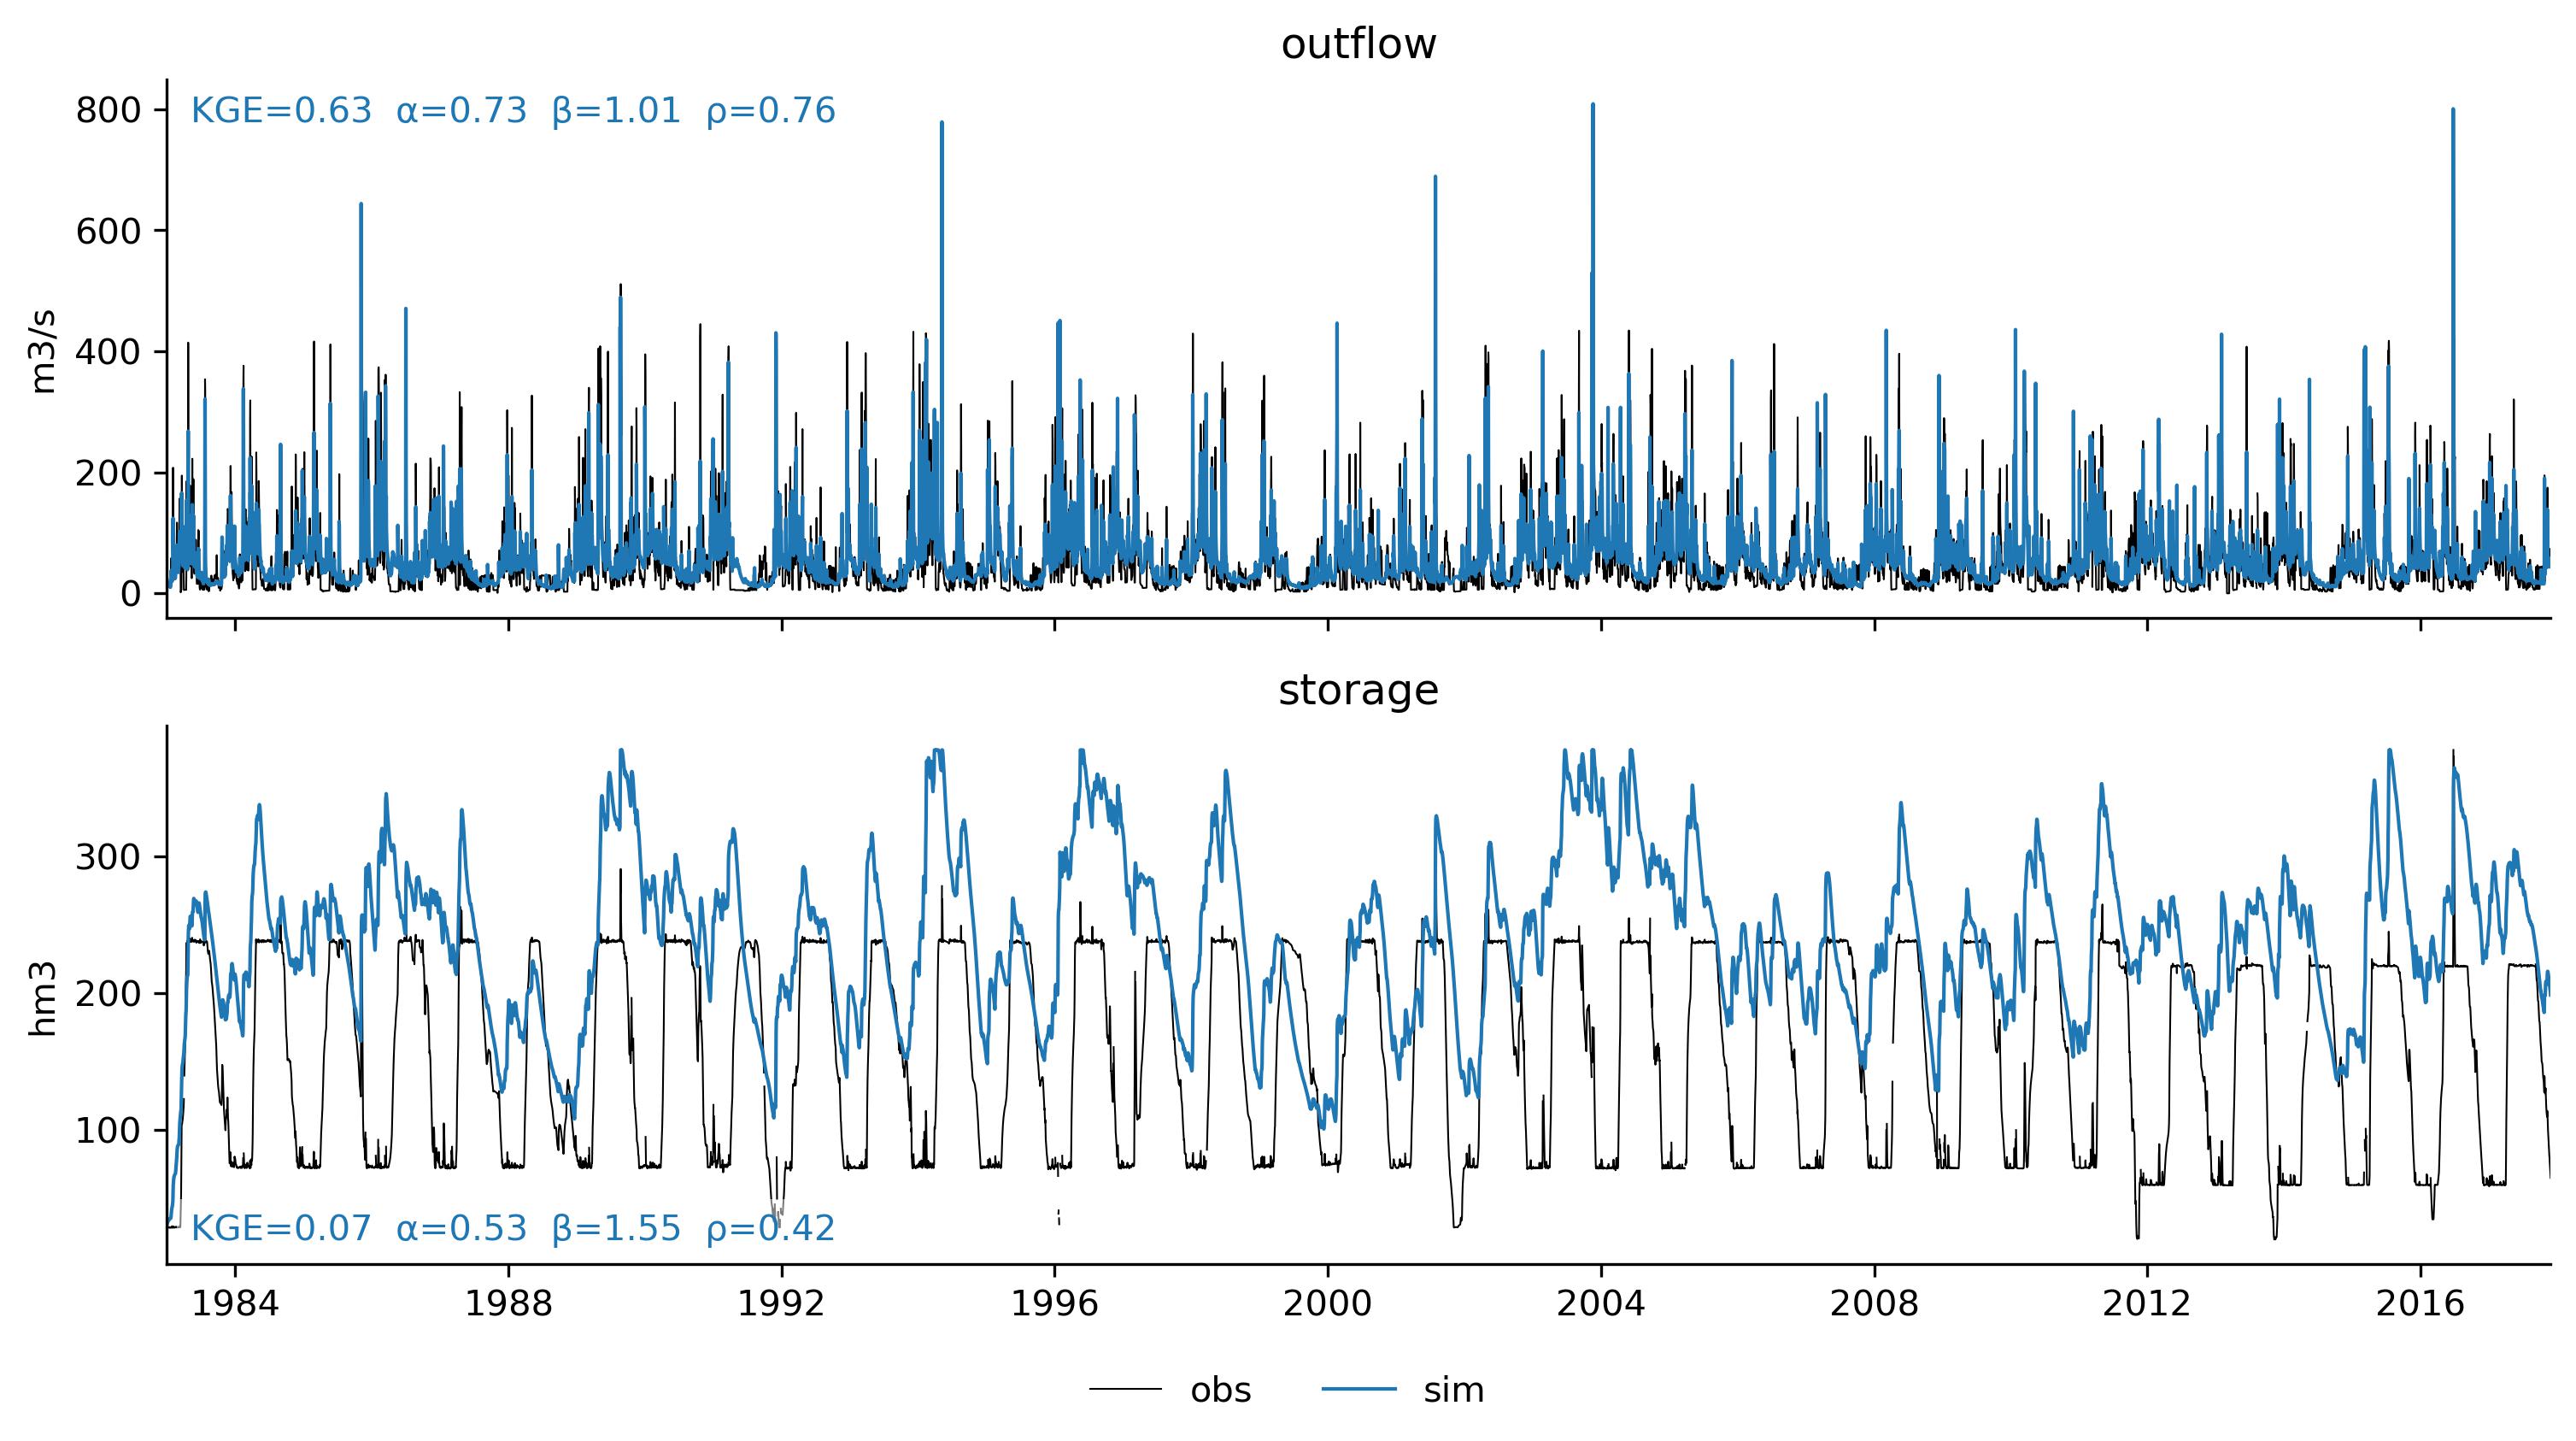 outflow
KGE=0.63 α=0.73 β=1.01 ρ=0.76
m3/s
800
600
400
200
0
storage
hm3
300
200
100
KGE=0.07 α=0.53 β=1.55 ρ=0.42
1984 1988 1992 1996 2000 2004 2008 2012 2016
obs sim